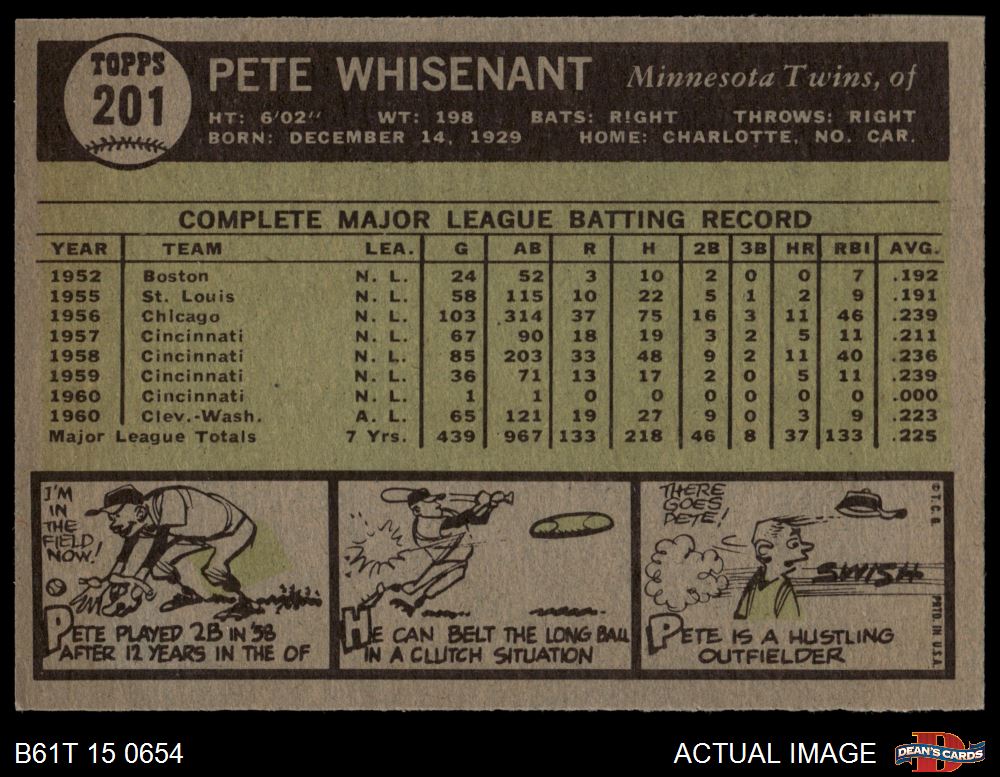 TOPPS
201
PETE WHISENANT Minnesota Twins, of
HT: 6'02" WT: 198 BATS: RIGHT THROWS: RIGHT
BORN: DECEMBER 14, 1929 HOME: CHARLOTTE, NO. CAR.
COMPLETE MAJOR LEAGUE BATTING RECORD
YEAR TEAM LEA. G AB R H 2B 3B HR RBI AVG.
1952 Boston N. L. 24 52 3 10 2 0 0 7 .192
1955 St. Louis N. L. 58 115 10 22 5 1 2 9 .191
1956 Chicago N. L. 103 314 37 75 16 3 11 46 .239
1957 Cincinnati N. L. 67 90 18 19 3 2 5 11 .211
1958 Cincinnati N. L. 85 203 33 48 9 2 11 40 .236
1959 Cincinnati N. L. 36 71 13 17 2 0 5 11 .239
1960 Cincinnati N. L. 1 1 0 0 0 0 0 0 .000
1960 Clev.-Wash. A. L. 65 121 19 27 9 0 3 9 .223
Major League Totals 7 Yrs. 439 967 133 218 46 8 37 133 .225
I'M
IN
THE
FIELD
NOW!
PETE PLAYED 2B IN '58
AFTER 12 YEARS IN THE OF
HE CAN BELT THE LONG BALL
IN A CLUTCH SITUATION
THERE
GOES
PETE!
SWISH
PETE IS A HUSTLING
OUTFIELDER
© T. C. G.
PRTD. IN U.S.A.
B61T 15 0654
ACTUAL IMAGE
D
DEAN'S CARDS